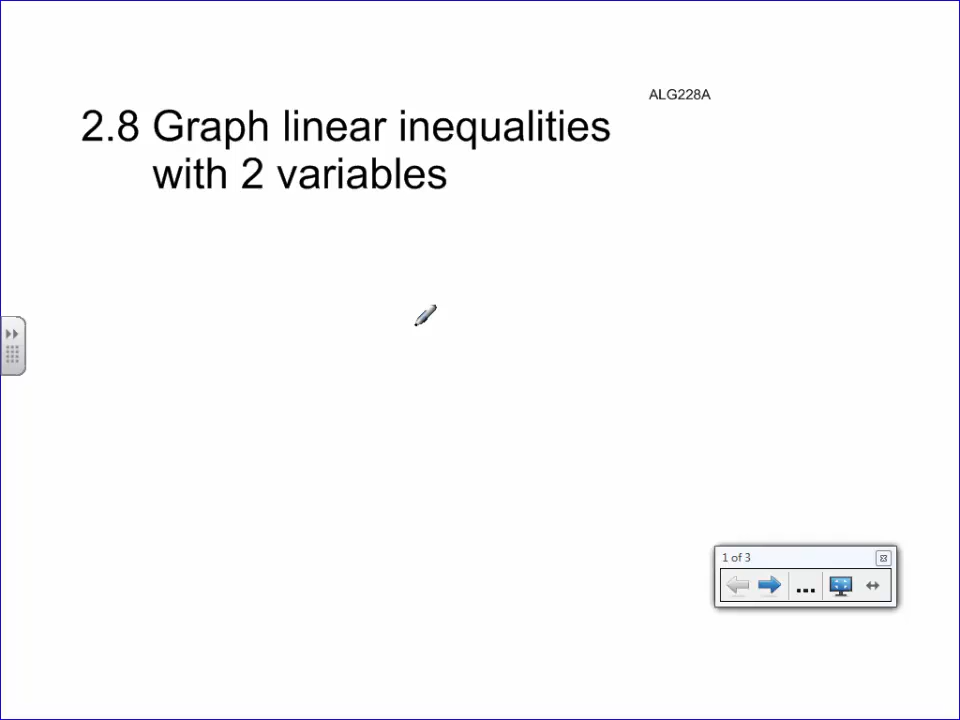 ALG228A
2.8 Graph linear inequalities
with 2 variables
1 of 3
...